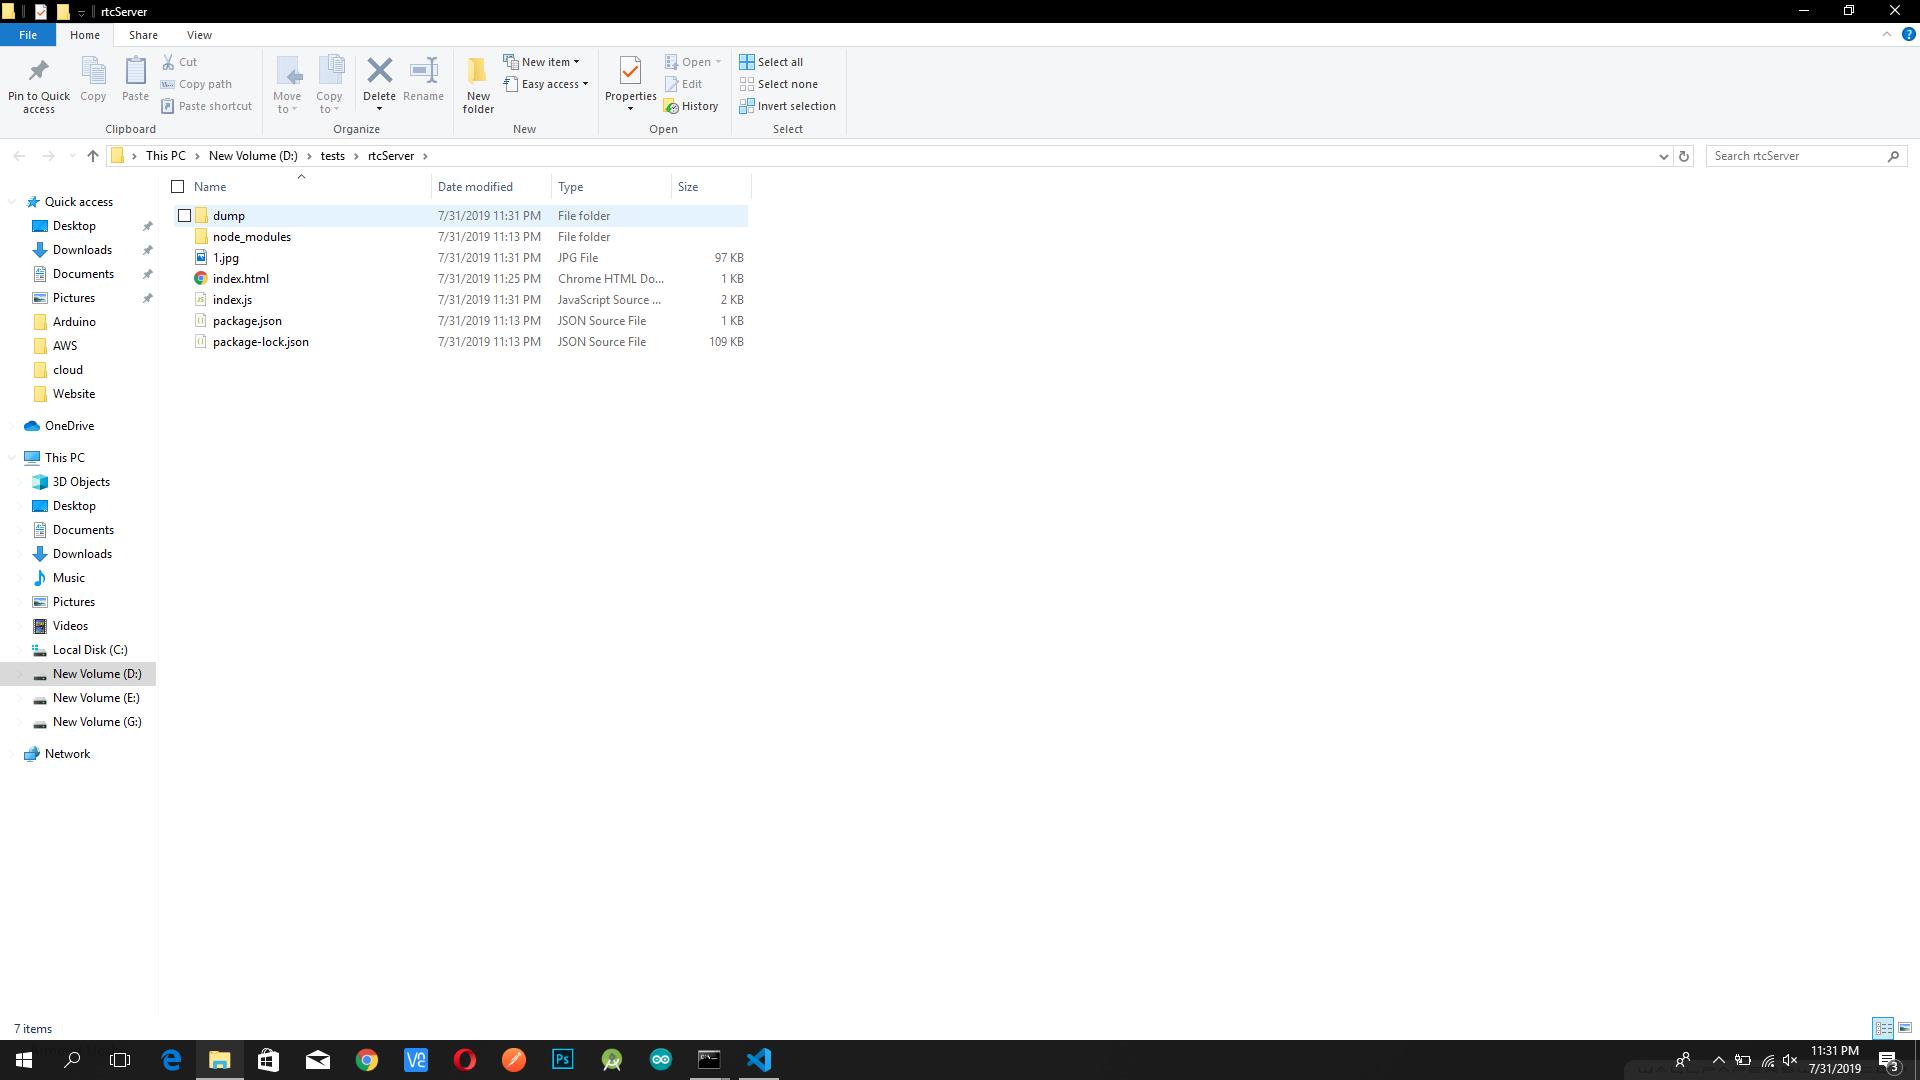 rtcServer
File Home Share View
Pin to Quick access
Copy
Paste
Cut
Copy path
Paste shortcut
Clipboard
Move to
Copy to
Delete
Rename
Organize
New folder
New item
Easy access
New
Properties
Open
Edit
History
Open
Select all
Select none
Invert selection
Select
This PC > New Volume (D:) > tests > rtcServer >
Search rtcServer
Name Date modified Type Size
dump 7/31/2019 11:31 PM File folder
node_modules 7/31/2019 11:13 PM File folder
1.jpg 7/31/2019 11:31 PM JPG File 97 KB
index.html 7/31/2019 11:25 PM Chrome HTML Do... 1 KB
index.js 7/31/2019 11:31 PM JavaScript Source ... 2 KB
package.json 7/31/2019 11:13 PM JSON Source File 1 KB
package-lock.json 7/31/2019 11:13 PM JSON Source File 109 KB
Quick access
Desktop
Downloads
Documents
Pictures
Arduino
AWS
cloud
Website
OneDrive
This PC
3D Objects
Desktop
Documents
Downloads
Music
Pictures
Videos
Local Disk (C:)
New Volume (D:)
New Volume (E:)
New Volume (G:)
Network
7 items
Ps
11:31 PM
7/31/2019
3